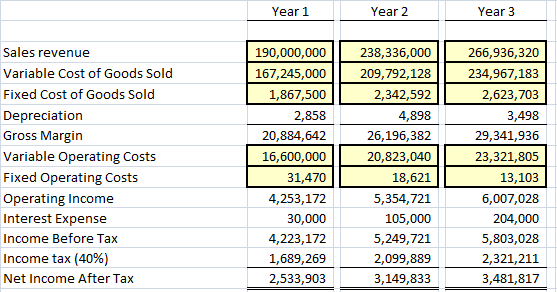 Year 1 Year 2 Year 3
Sales revenue 190,000,000 238,336,000 266,936,320
Variable Cost of Goods Sold 167,245,000 209,792,128 234,967,183
Fixed Cost of Goods Sold 1,867,500 2,342,592 2,623,703
Depreciation 2,858 4,898 3,498
Gross Margin 20,884,642 26,196,382 29,341,936
Variable Operating Costs 16,600,000 20,823,040 23,321,805
Fixed Operating Costs 31,470 18,621 13,103
Operating Income 4,253,172 5,354,721 6,007,028
Interest Expense 30,000 105,000 204,000
Income Before Tax 4,223,172 5,249,721 5,803,028
Income tax (40%) 1,689,269 2,099,889 2,321,211
Net Income After Tax 2,533,903 3,149,833 3,481,817